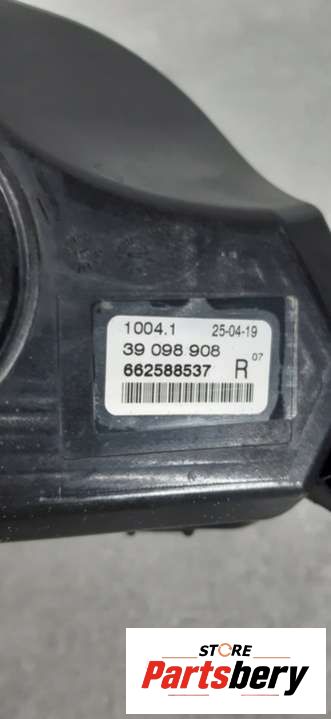 1004.1 25-04-19
39 098 908 07
662588537 R
STORE
Partsbery